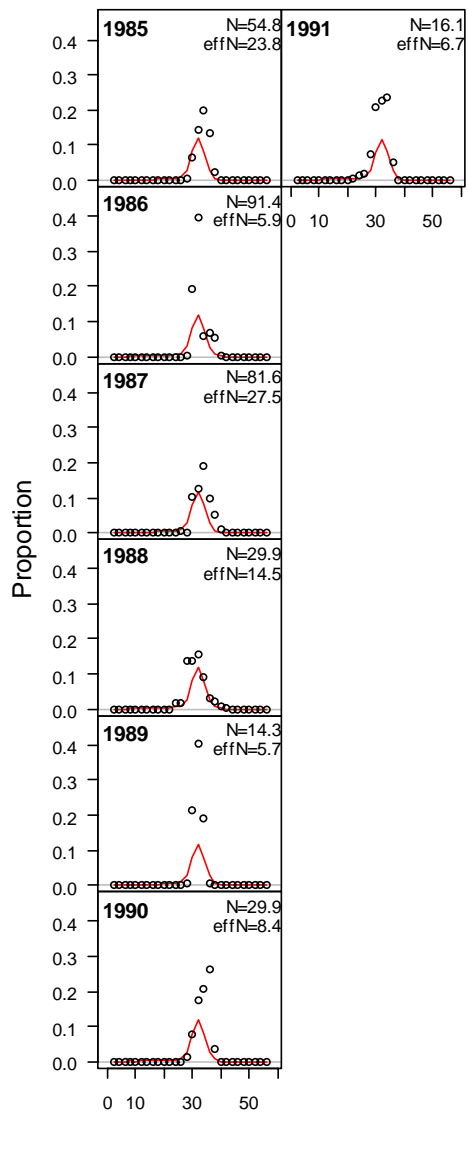 1985
N=54.8
effN=23.8
0.4
0.3
0.2
0.1
0.0
1991
N=16.1
effN=6.7
0 10 30 50
1986
N=91.4
effN=5.9
0.4
0.3
0.2
0.1
0.0
1987
N=81.6
effN=27.5
0.4
0.3
0.2
0.1
0.0
Proportion
1988
N=29.9
effN=14.5
0.4
0.3
0.2
0.1
0.0
1989
N=14.3
effN=5.7
0.4
0.3
0.2
0.1
0.0
1990
N=29.9
effN=8.4
0.4
0.3
0.2
0.1
0.0
0 10 30 50